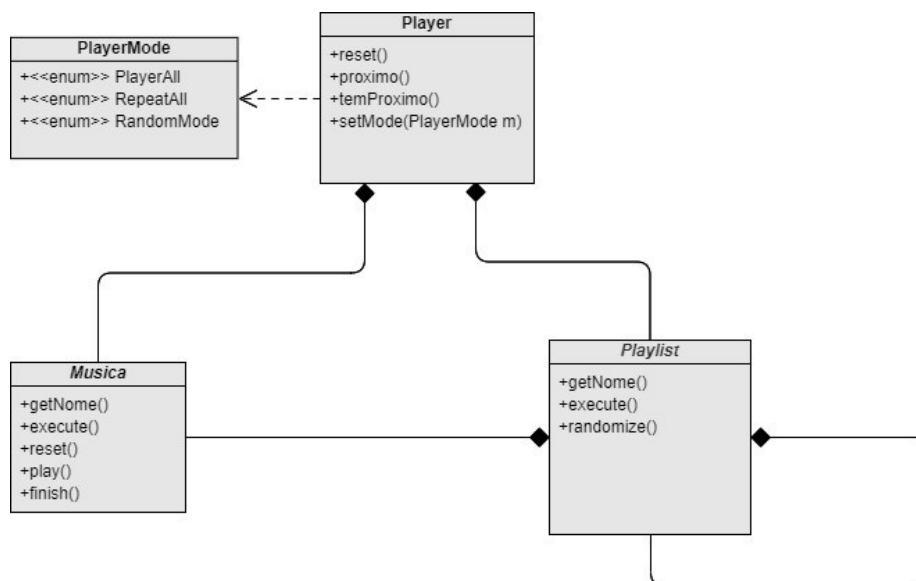 Player
+reset()
+proximo()
+temProximo()
+setMode(PlayerMode m)
PlayerMode
+<<enum>> PlayerAll
+<<enum>> RepeatAll
+<<enum>> RandomMode
Musica
+getNome()
+execute()
+reset()
+play()
+finish()
Playlist
+getNome()
+execute()
+randomize()